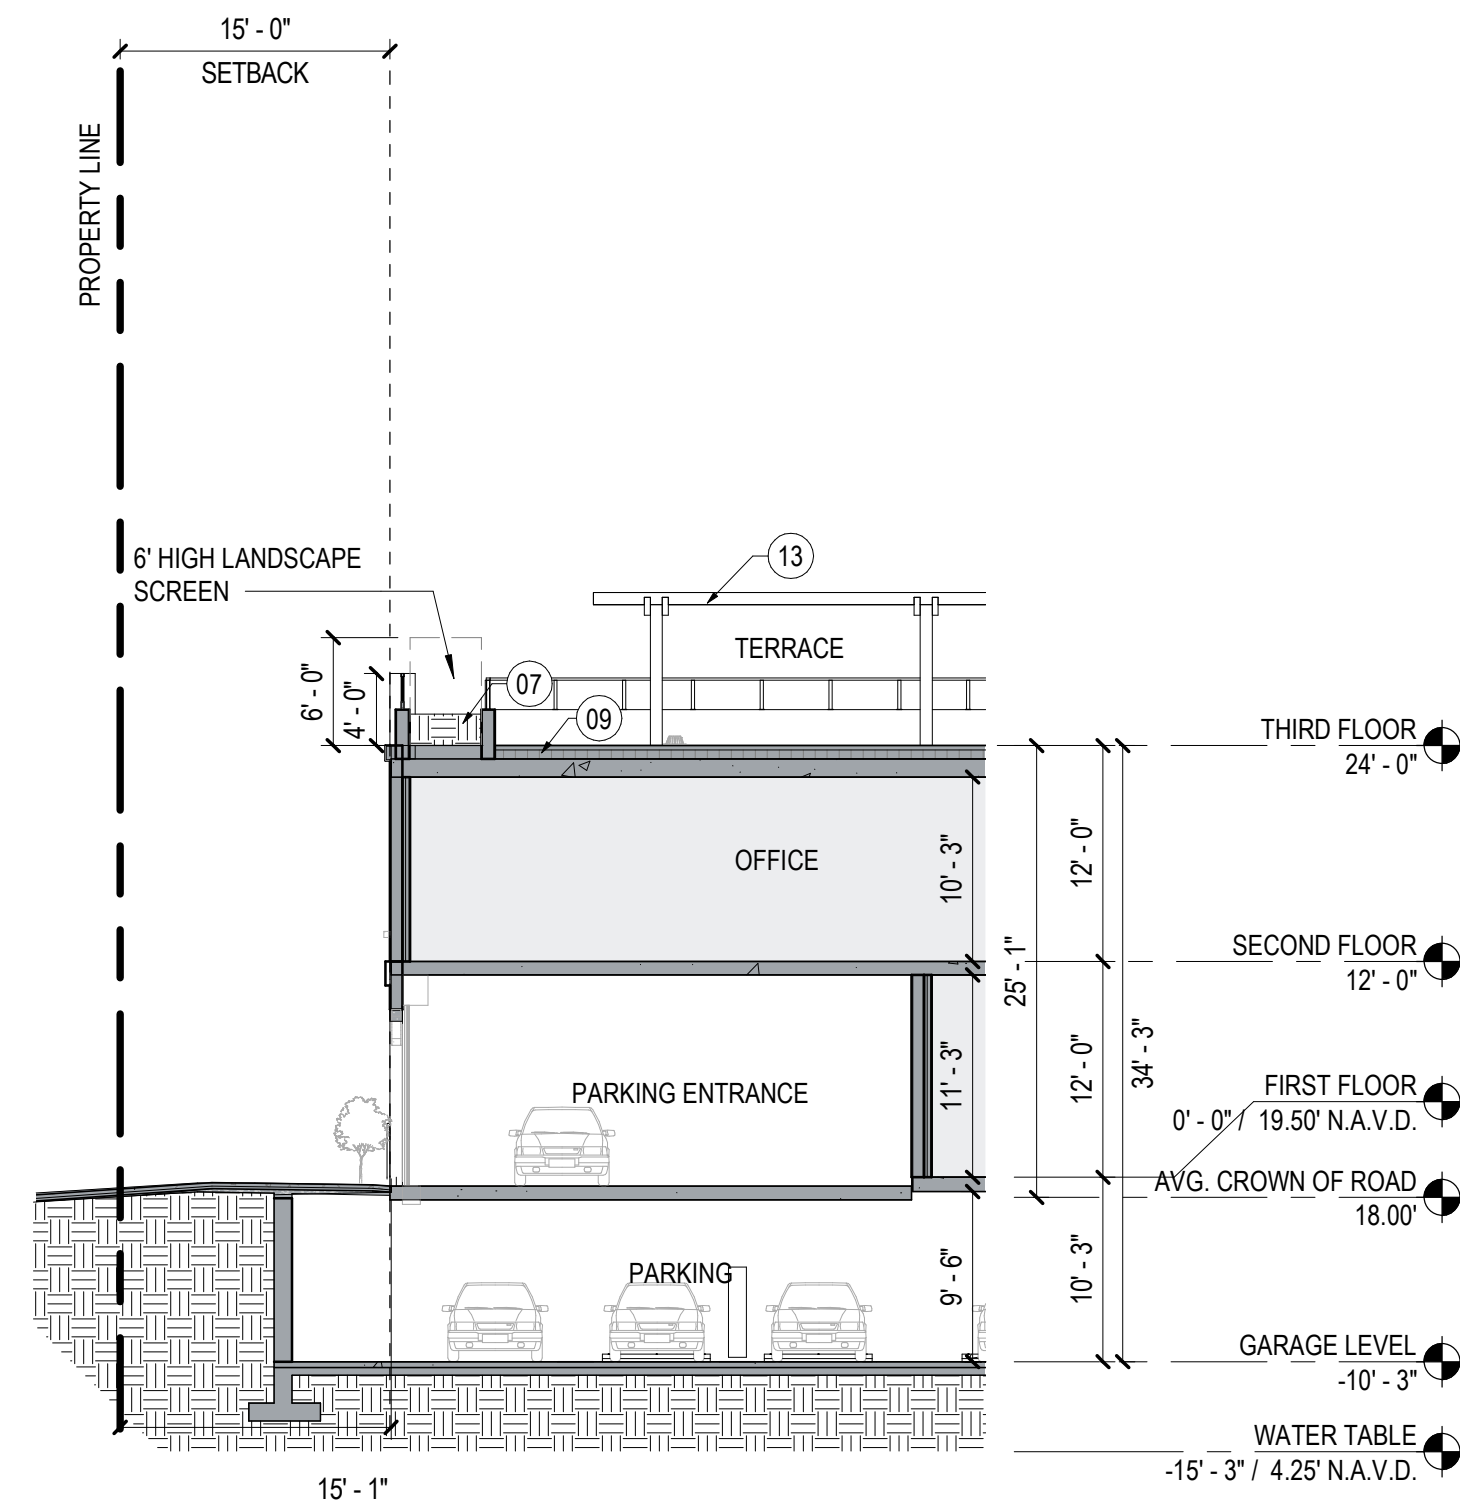 15' - 0"
SETBACK
PROPERTY LINE
6' HIGH LANDSCAPE
SCREEN
13
TERRACE
6' - 0"
4' - 0"
07
09
THIRD FLOOR
24' - 0"
OFFICE
10' - 3"
12' - 0"
25' - 1"
SECOND FLOOR
12' - 0"
PARKING ENTRANCE
11' - 3"
12' - 0"
34' - 3"
FIRST FLOOR
0' - 0" / 19.50' N.A.V.D.
AVG. CROWN OF ROAD
18.00'
PARKING
9' - 6"
10' - 3"
GARAGE LEVEL
-10' - 3"
WATER TABLE
-15' - 3" / 4.25' N.A.V.D.
15' - 1"